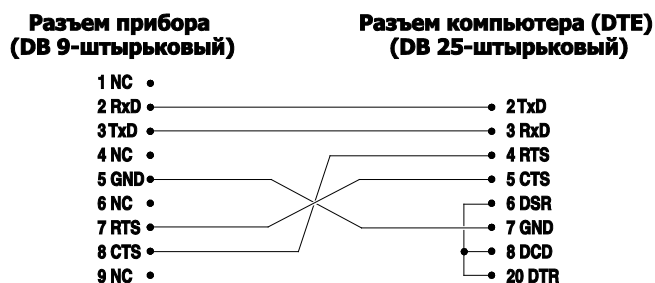 Разъем прибора
(DB 9-штырьковый)
Разъем компьютера (DTE)
(DB 25-штырьковый)
1 NC
2 RxD
3 TxD
4 NC
5 GND
6 NC
7 RTS
8 CTS
9 NC
2 TxD
3 RxD
4 RTS
5 CTS
6 DSR
7 GND
8 DCD
20 DTR